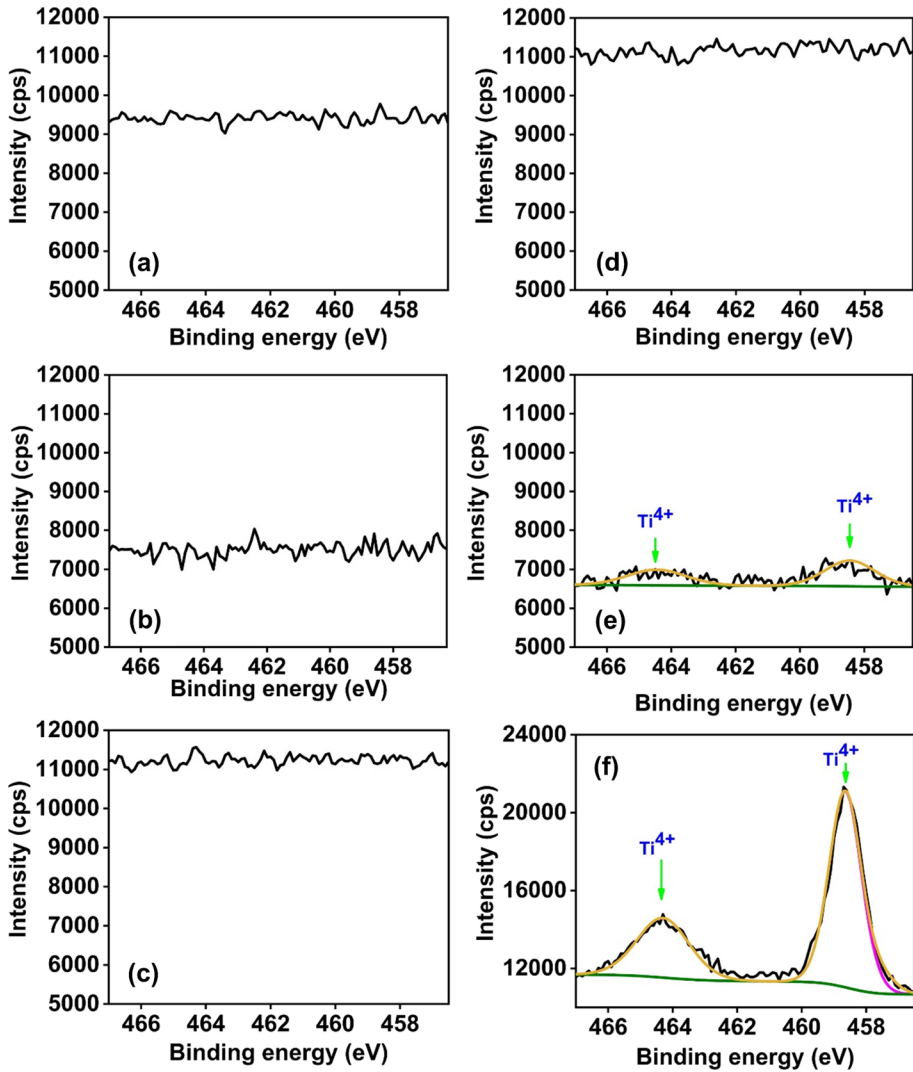 12000
11000
10000
9000
8000
7000
6000
5000
Intensity (cps)
(a)
466 464 462 460 458
Binding energy (eV)
12000
11000
10000
9000
8000
7000
6000
5000
Intensity (cps)
(d)
466 464 462 460 458
Binding energy (eV)
12000
11000
10000
9000
8000
7000
6000
5000
Intensity (cps)
(b)
466 464 462 460 458
Binding energy (eV)
12000
11000
10000
9000
8000
7000
6000
5000
Intensity (cps)
Ti4+
Ti4+
(e)
466 464 462 460 458
Binding energy (eV)
12000
11000
10000
9000
8000
7000
6000
5000
Intensity (cps)
(c)
466 464 462 460 458
Binding energy (eV)
24000
20000
16000
12000
Intensity (cps)
(f)
Ti4+
Ti4+
466 464 462 460 458
Binding energy (eV)